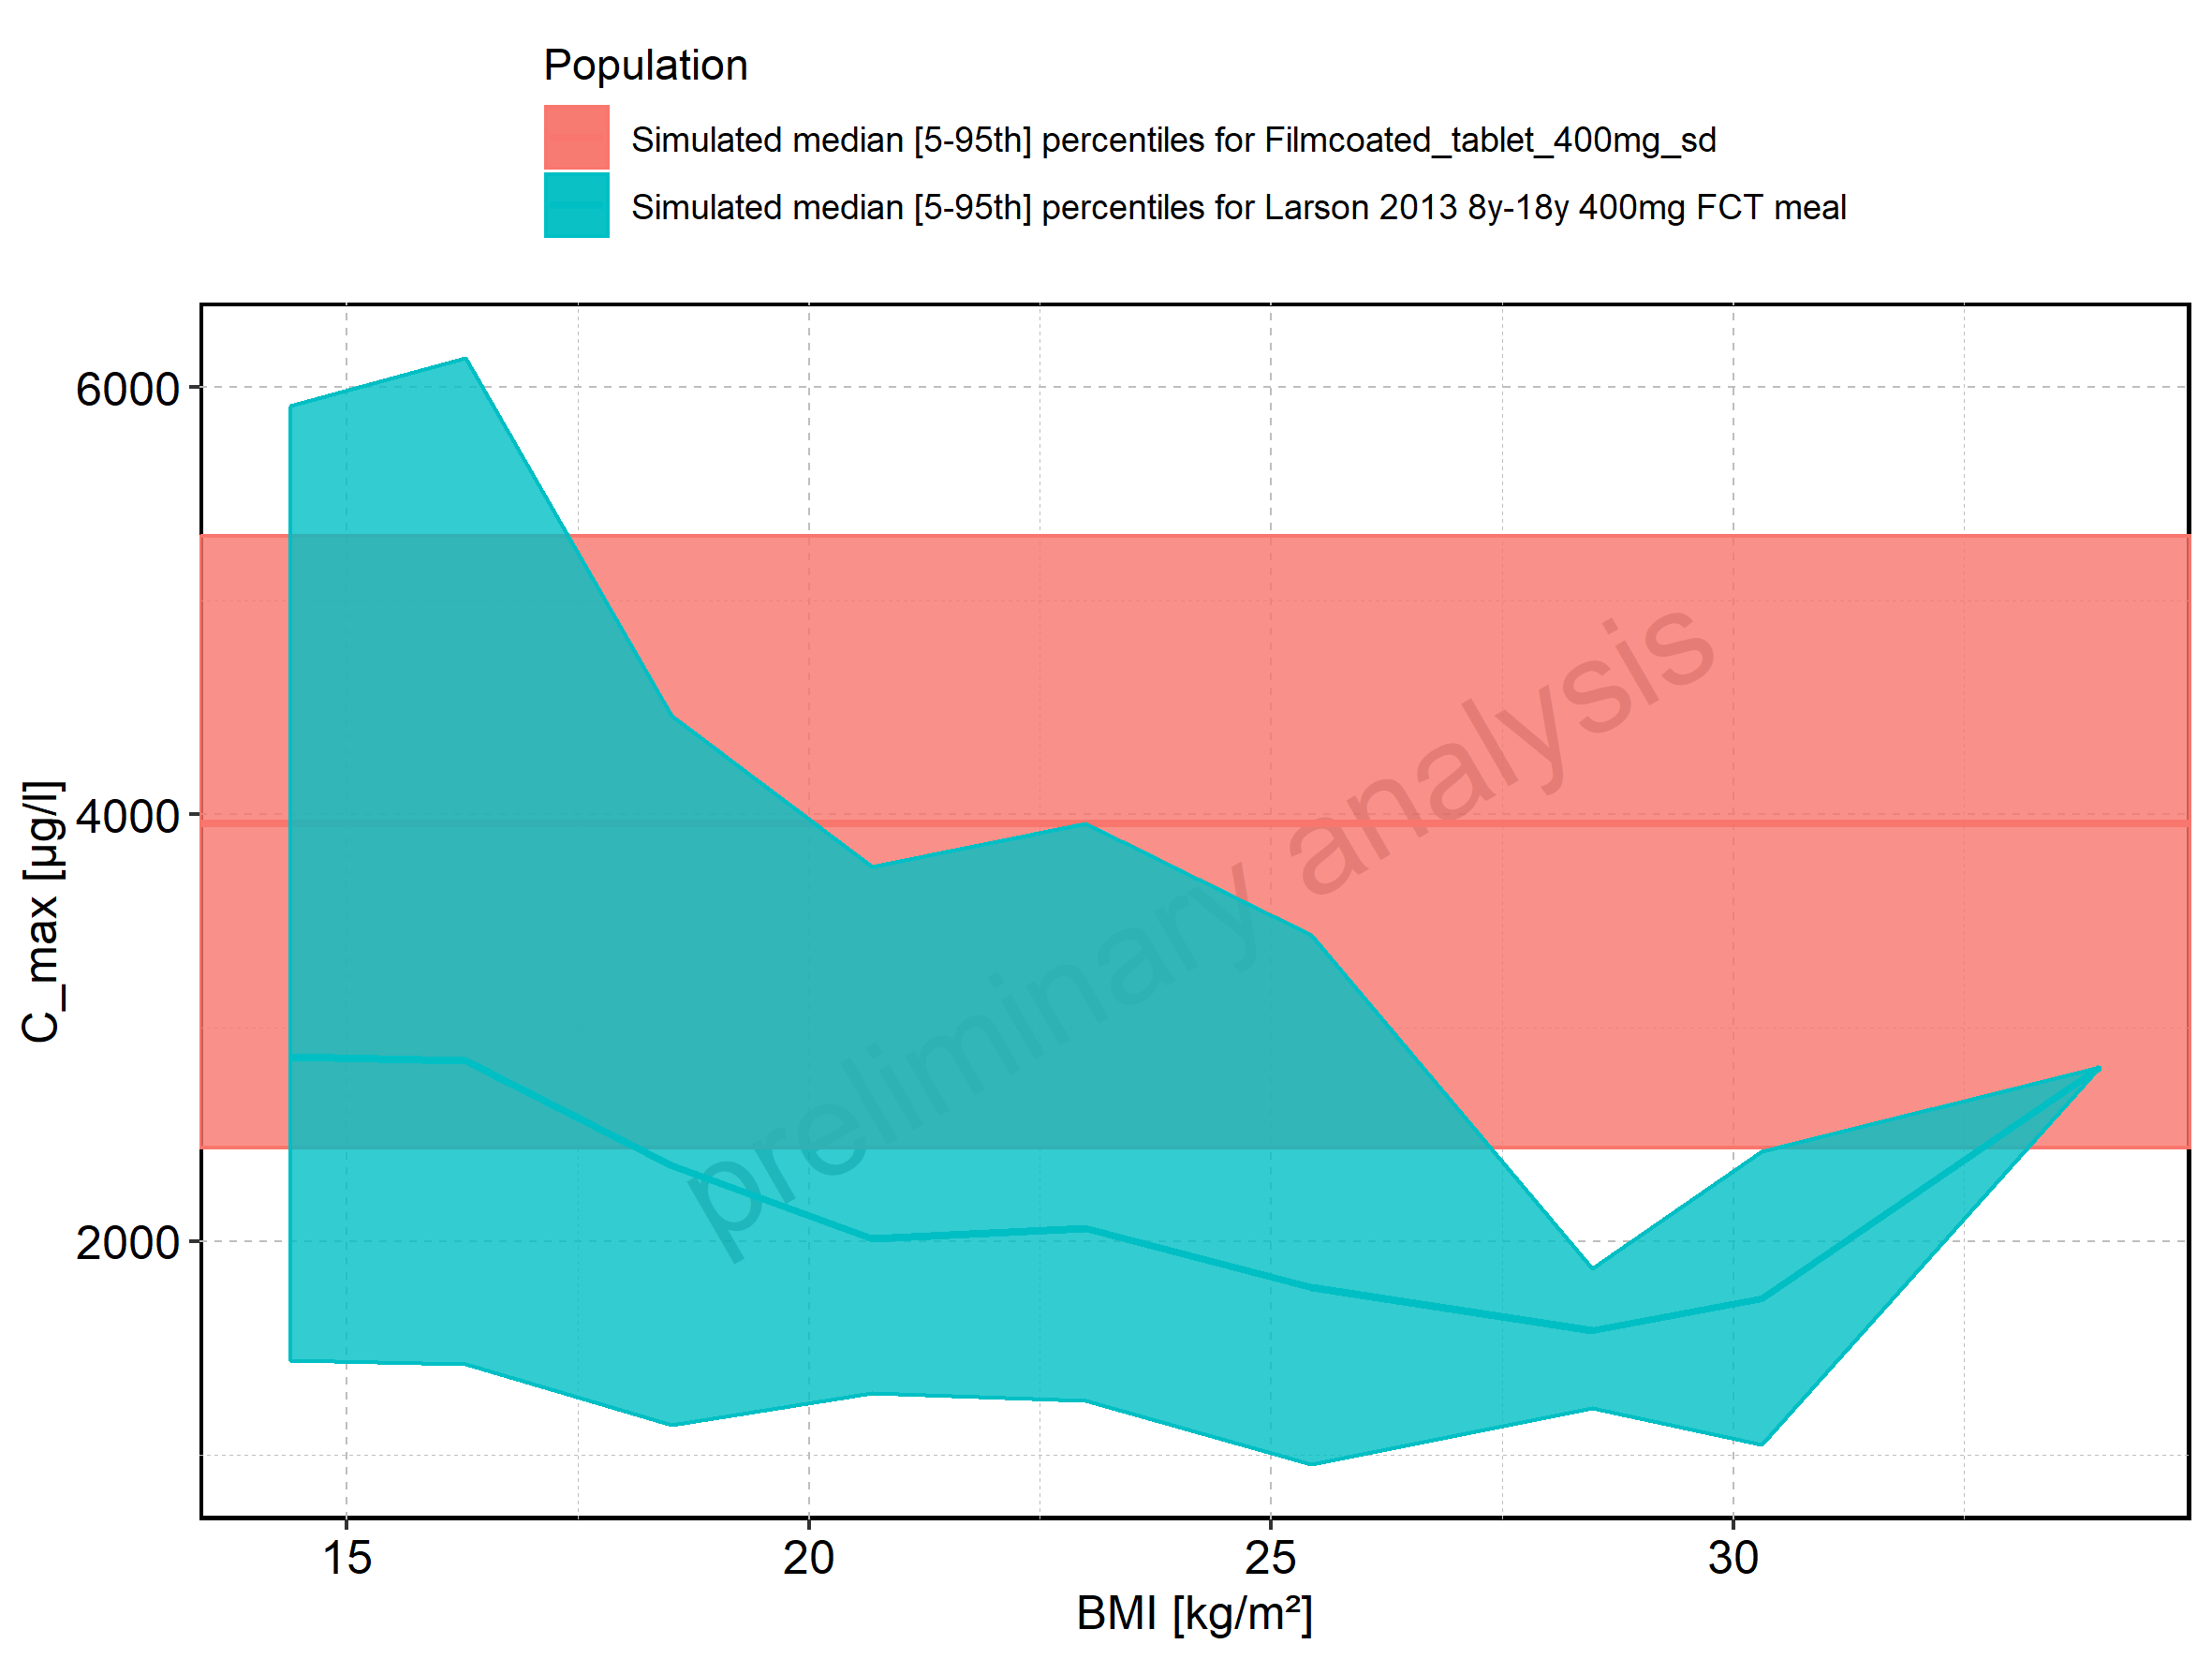 Population
Simulated median [5-95th] percentiles for Filmcoated_tablet_400mg_sd
Simulated median [5-95th] percentiles for Larson 2013 8y-18y 400mg FCT meal
6000
4000
2000
C_max [µg/l]
preliminary analysis
15 20 25 30
BMI [kg/m²]